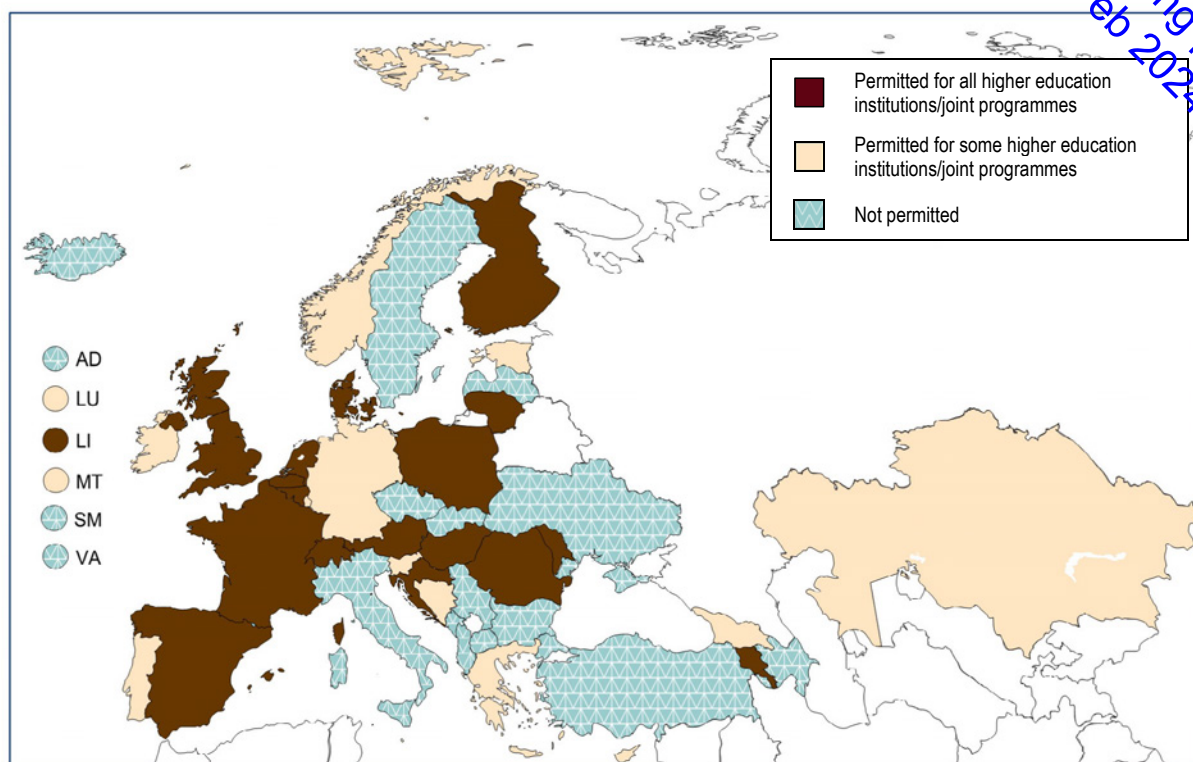 Permitted for all higher education
institutions/joint programmes
Permitted for some higher education
institutions/joint programmes
Not permitted
AD
LU
LI
MT
SM
VA